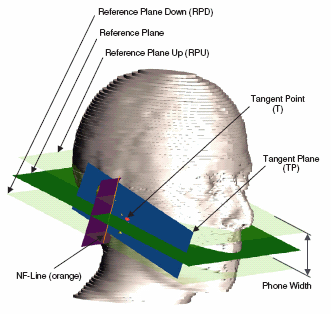 Reference Plane Down (RPD)
Reference Plane
Reference Plane Up (RPU)
Tangent Point
(T)
Tangent Plane
(TP)
NF-Line (orange)
Phone Width